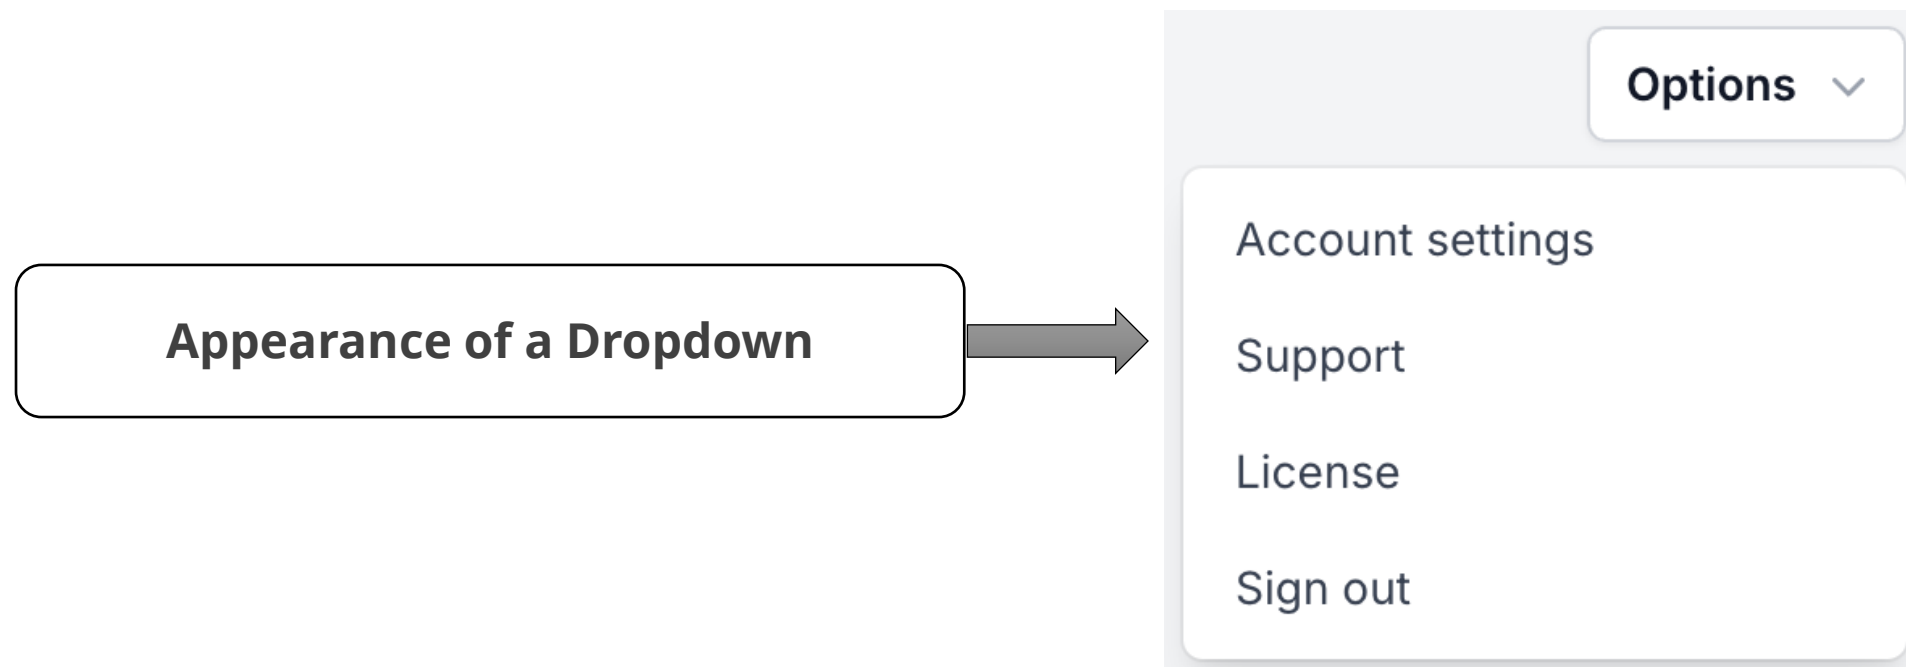 Appearance of a Dropdown
Options
Account settings
Support
License
Sign out